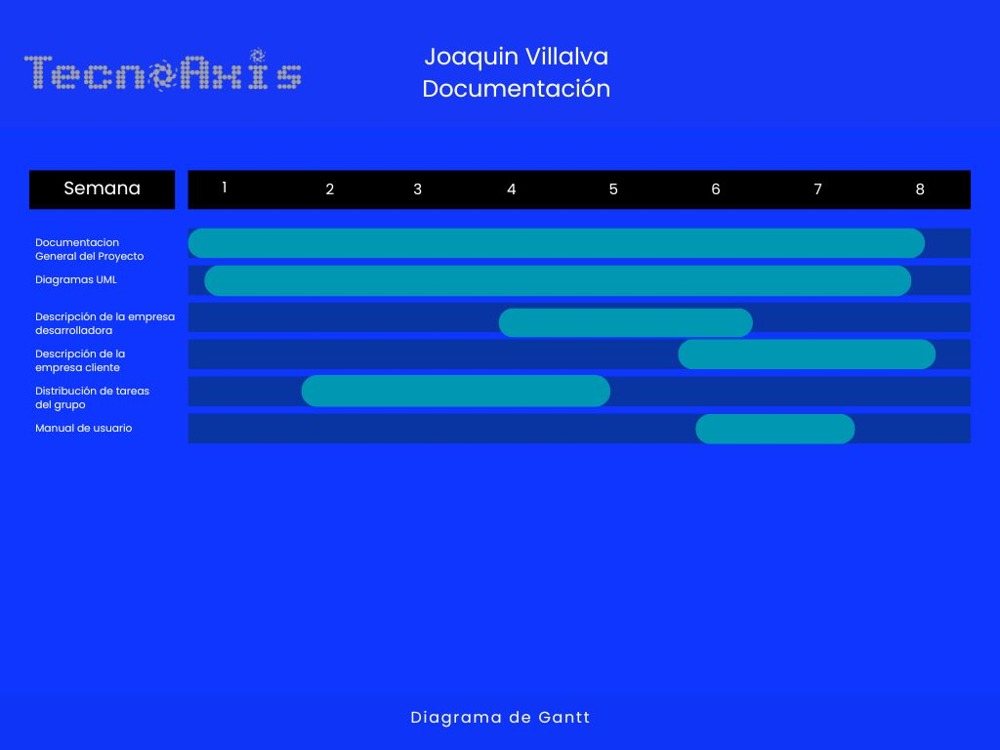 TecnoAxis
Joaquin Villalva
Documentación
Semana 1 2 3 4 5 6 7 8
Documentacion
General del Proyecto
Diagramas UML
Descripción de la empresa
desarrolladora
Descripción de la
empresa cliente
Distribución de tareas
del grupo
Manual de usuario
Diagrama de Gantt